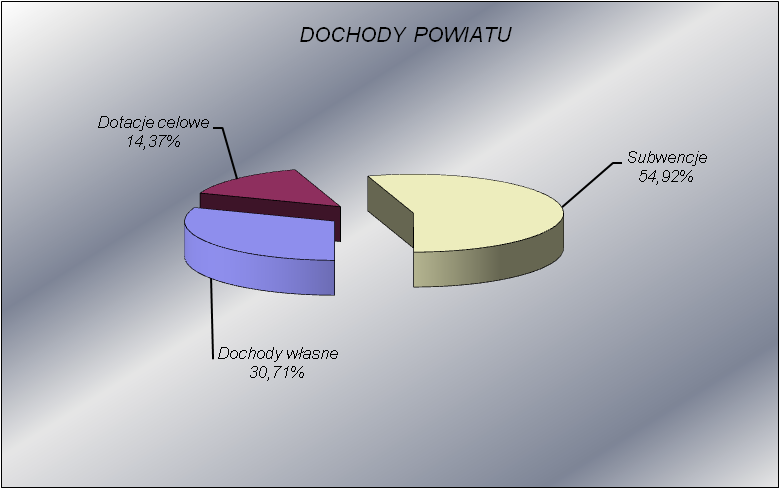 DOCHODY POWIATU
Dotacje celowe
14,37%
Subwencje
54,92%
Dochody własne
30,71%